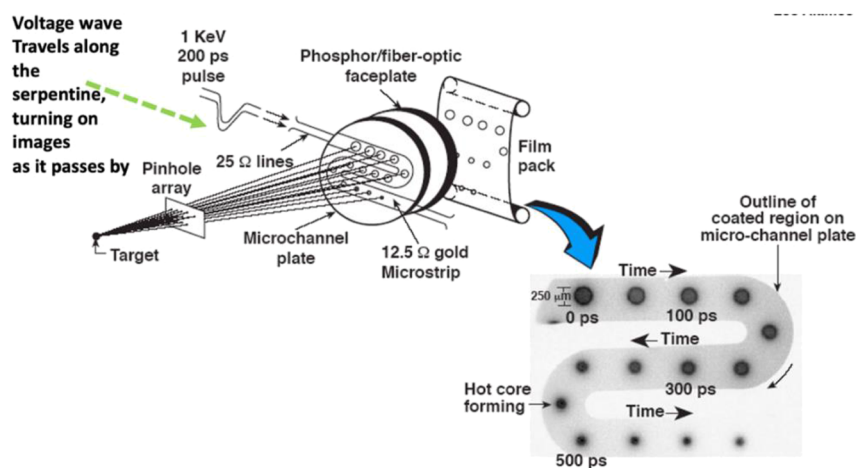 Voltage wave
Travels along
the
serpentine,
turning on
images
as it passes by
1 KeV
200 ps
pulse
Phosphor/fiber-optic
faceplate
25 Ω lines
Pinhole
array
Film
pack
Target
Microchannel
plate
12.5 Ω gold
Microstrip
Outline of
coated region on
micro-channel plate
Time
250 μm
0 ps
100 ps
Time
300 ps
Hot core
forming
Time
500 ps